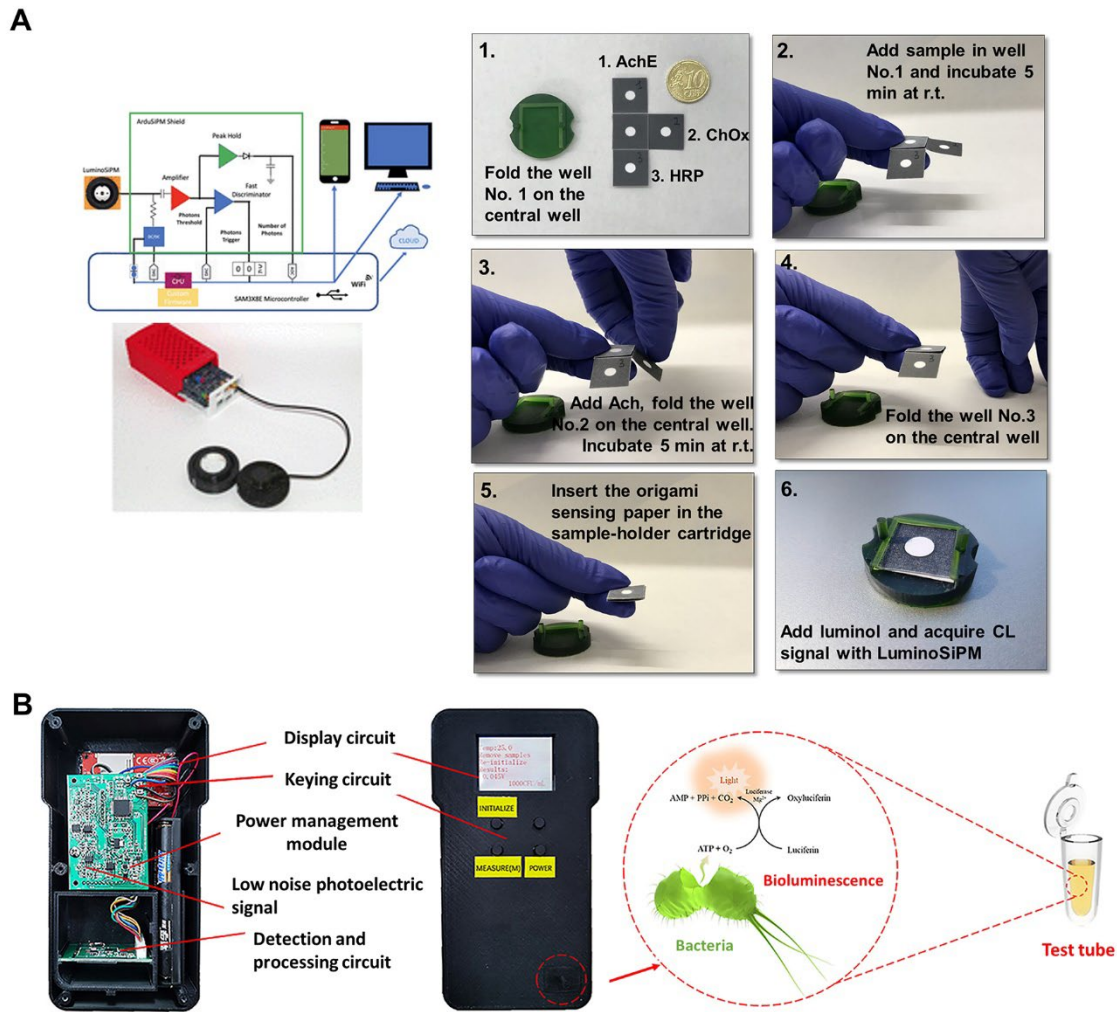 A
ArduSiPM Shield
Peak Hold
LuminoSiPM
Amplifier
Fast
Discriminator
Photons
Threshold
Photons
Trigger
Number of
Photons
CPU
SAM3X8E Microcontroller
WiFi
CLOUD
1.
1. AchE
2. ChOx
3. HRP
Fold the well
No. 1 on the
central well
2.
Add sample in well
No.1 and incubate 5
min at r.t.
3.
Add Ach, fold the well
No.2 on the central well.
Incubate 5 min at r.t.
4.
Fold the well No.3
on the central well
5.
Insert the origami
sensing paper in the
sample-holder cartridge
6.
Add luminol and acquire CL
signal with LuminoSiPM
B
Display circuit
Keying circuit
Power management
module
Low noise photoelectric
signal
Detection and
processing circuit
Remove samples
Results:
INITIALIZE
MEASURE(M)
POWER
Light
AMP + PPi + CO₂
Luciferase
Mg²⁺
Oxyluciferin
ATP + O₂
Luciferin
Bioluminescence
Bacteria
Test tube